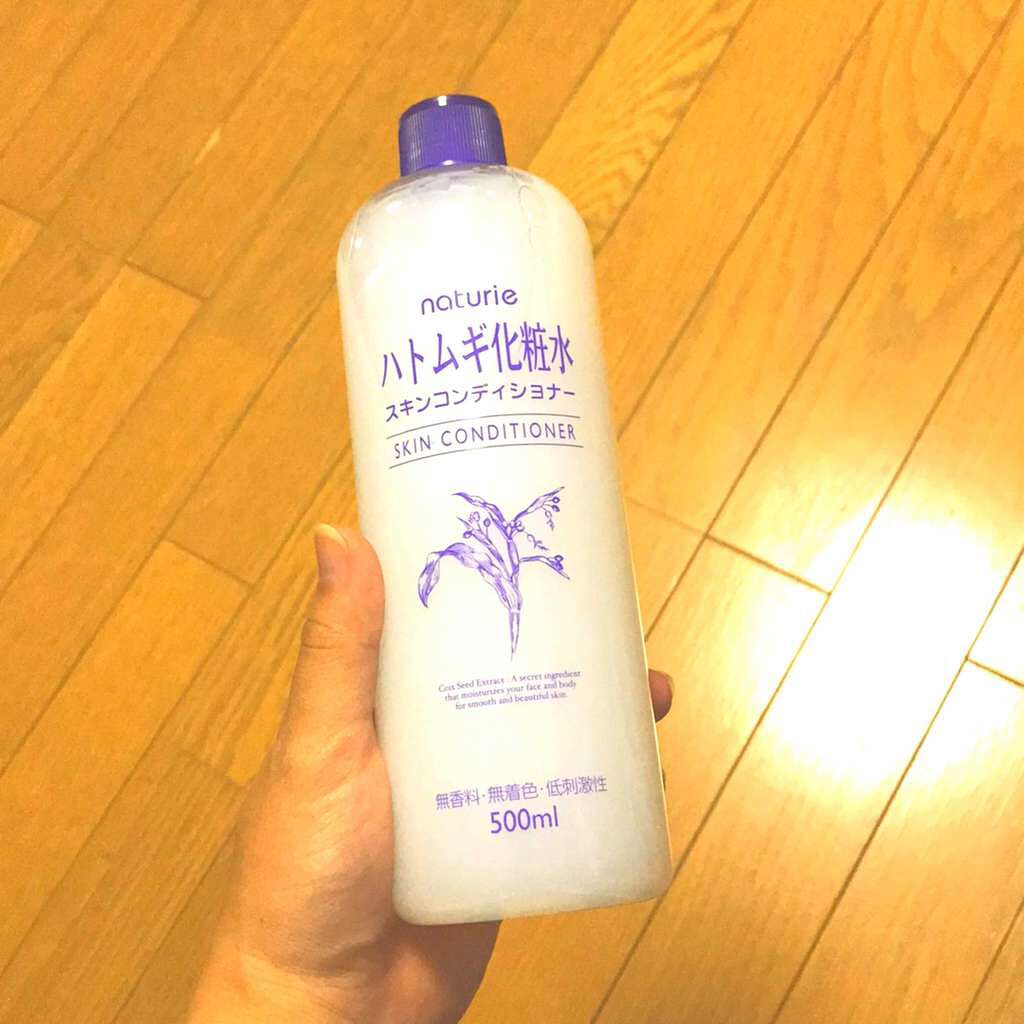 naturie
ハトムギ化粧水
スキンコンディショナー
SKIN CONDITIONER
Coix Seed Extract : A secret ingredient
that moisturizes your face and body
for smooth and beautiful skin.
無香料・無着色・低刺激性
500ml